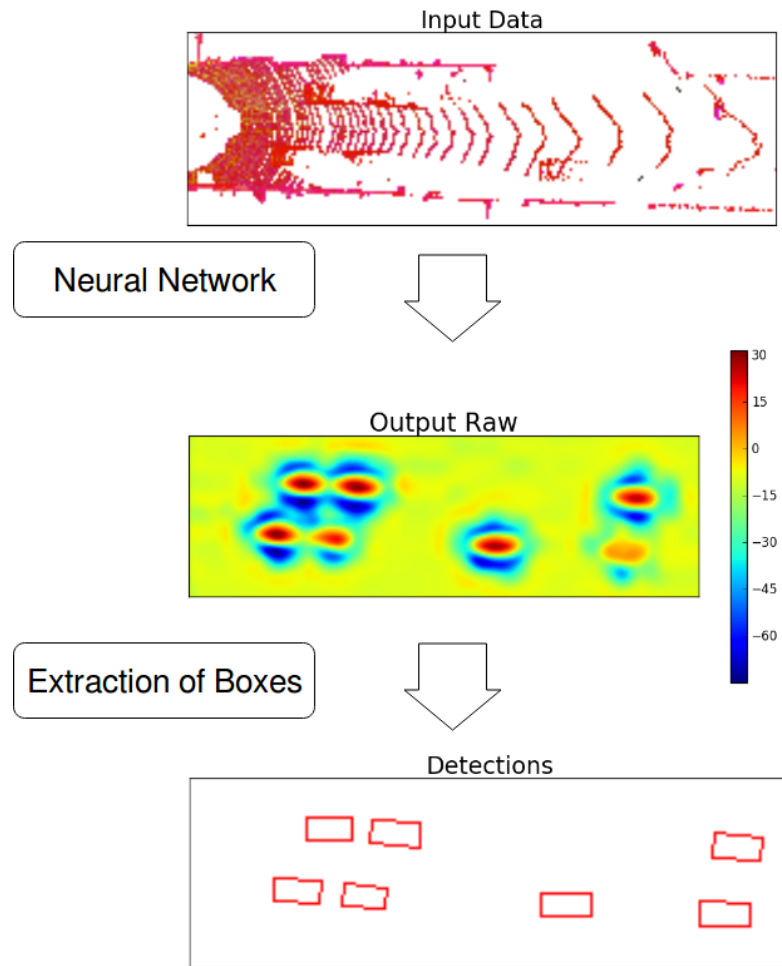 Input Data
Neural Network
Output Raw
30
15
0
−15
−30
−45
−60
Extraction of Boxes
Detections